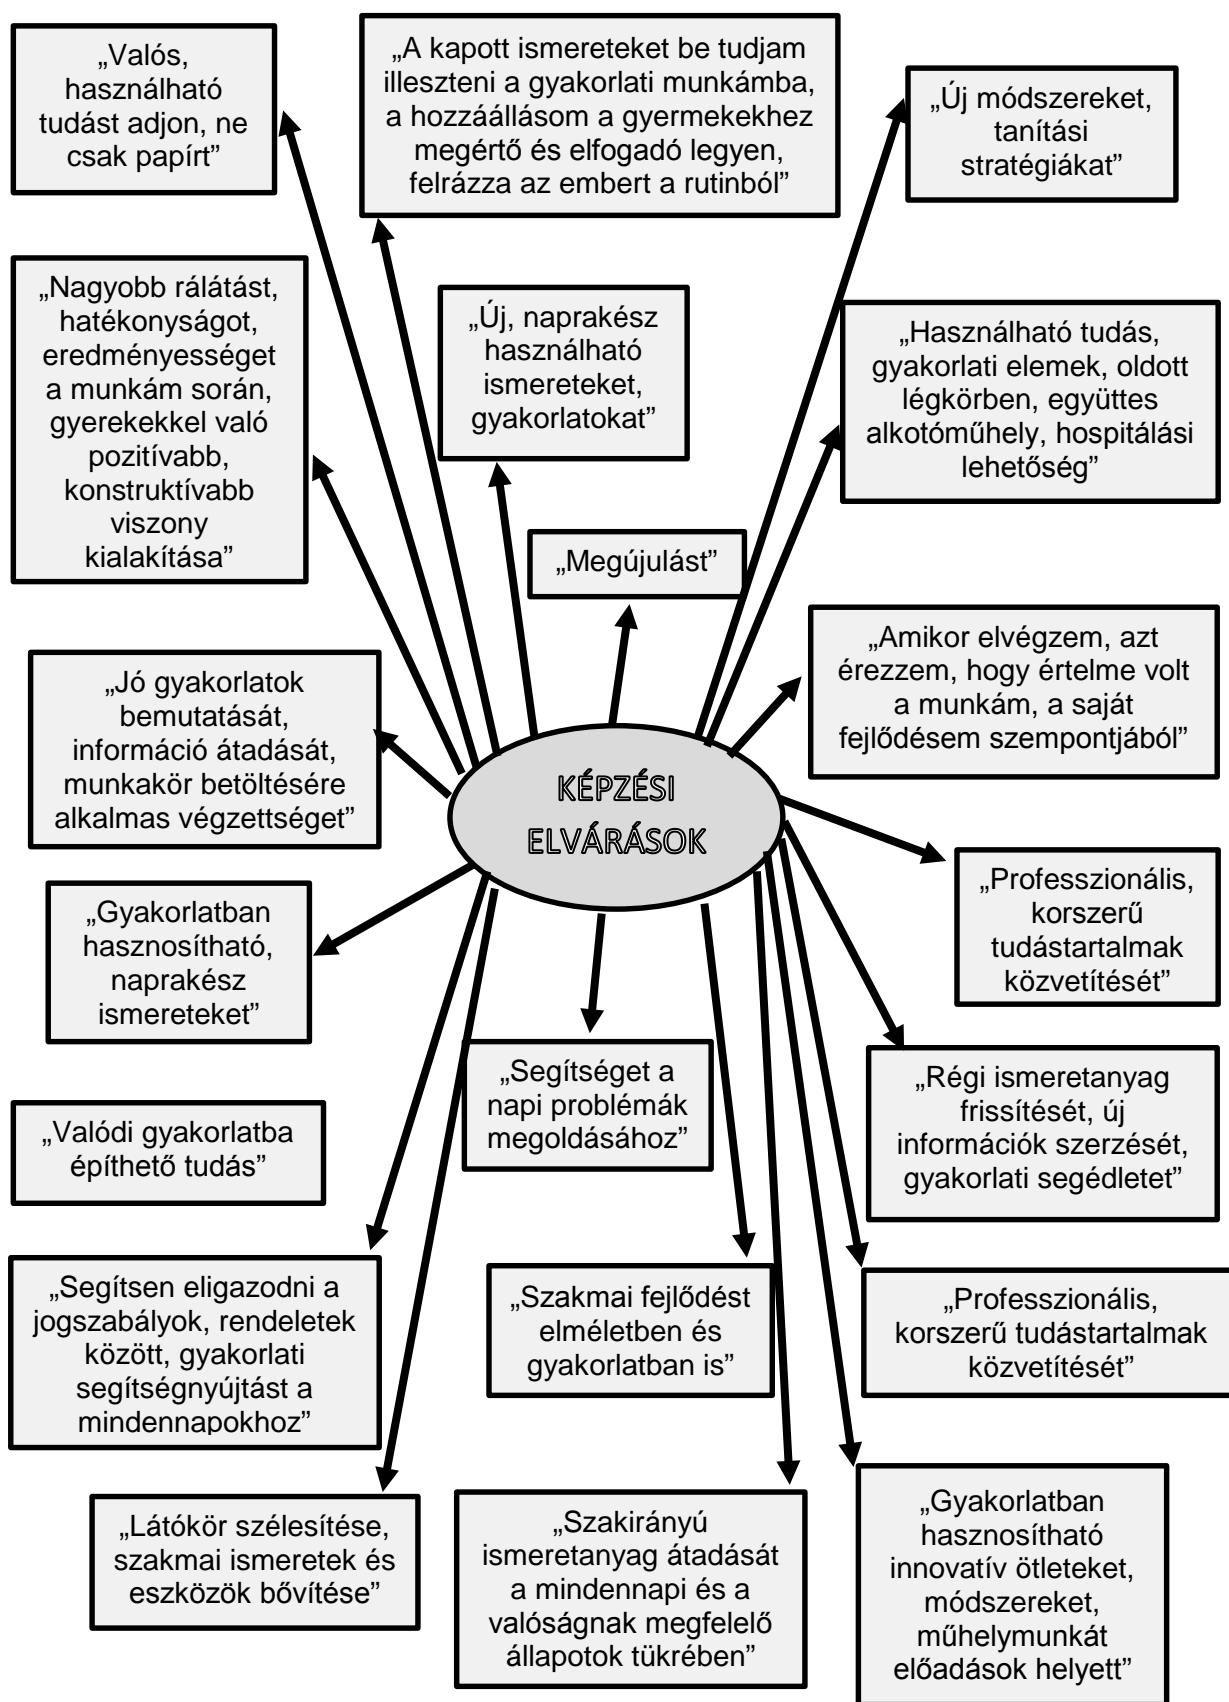 „Valós,
használható
tudást adjon, ne
csak papírt”
„A kapott ismereteket be tudjam
illeszteni a gyakorlati munkámba,
a hozzáállásom a gyermekekhez
megértő és elfogadó legyen,
felrázza az embert a rutinból”
„Új módszereket,
tanítási
stratégiákat”
„Nagyobb rálátást,
hatékonyságot,
eredményességet
a munkám során,
gyerekekkel való
pozitívabb,
konstruktívabb
viszony
kialakítása”
„Új, naprakész
használható
ismereteket,
gyakorlatokat”
„Használható tudás,
gyakorlati elemek, oldott
légkörben, együttes
alkotóműhely, hospitálási
lehetőség”
„Megújulást”
„Amikor elvégzem, azt
érezzem, hogy értelme volt
a munkám, a saját
fejlődésem szempontjából”
„Jó gyakorlatok
bemutatását,
információ átadását,
munkakör betöltésére
alkalmas végzettséget”
KÉPZÉSI
ELVÁRÁSOK
„Professzionális,
korszerű
tudástartalmak
közvetítését”
„Gyakorlatban
hasznosítható,
naprakész
ismereteket”
„Segítséget a
napi problémák
megoldásához”
„Régi ismeretanyag
frissítését, új
információk szerzését,
gyakorlati segédletet”
„Valódi gyakorlatba
építhető tudás”
„Segítsen eligazodni a
jogszabályok, rendeletek
között, gyakorlati
segítségnyújtást a
mindennapokhoz”
„Szakmai fejlődést
elméletben és
gyakorlatban is”
„Professzionális,
korszerű tudástartalmak
közvetítését”
„Látókör szélesítése,
szakmai ismeretek és
eszközök bővítése”
„Szakirányú
ismeretanyag átadását
a mindennapi és a
valóságnak megfelelő
állapotok tükrében”
„Gyakorlatban
hasznosítható
innovatív ötleteket,
módszereket,
műhelymunkát
előadások helyett”